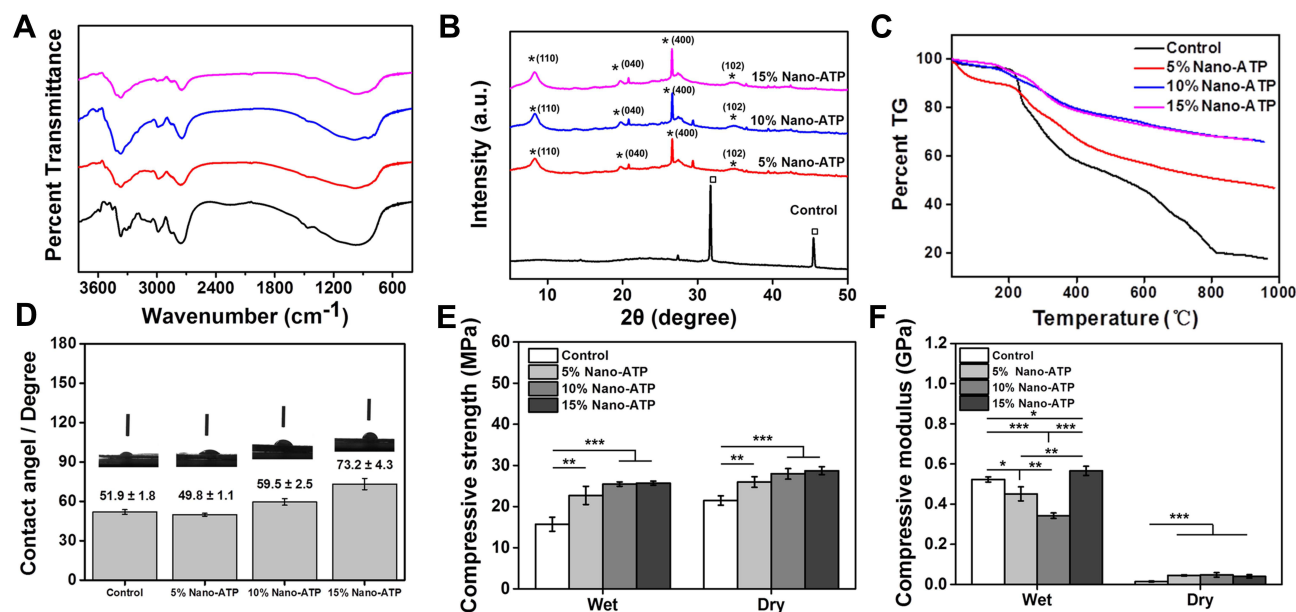 A
Percent Transmittance
3800
3000
2400
1800
1200
600
Wavenumber (cm-1)
B
Intensity (a.u.)
*(110)
*(040)
*(400)
(102)
*
15% Nano-ATP
*(110)
*(040)
*(400)
(102)
*
10% Nano-ATP
*(110)
*(040)
*(400)
(102)
*
5% Nano-ATP
Control
10
20
30
40
50
2θ (degree)
C
Percent TG
100
80
60
40
20
Control
5% Nano-ATP
10% Nano-ATP
15% Nano-ATP
200
400
600
800
1000
Temperature (℃)
D
Contact angel / Degree
180
150
120
90
60
30
0
51.9 ± 1.8
49.8 ± 1.1
59.5 ± 2.5
73.2 ± 4.3
Control
5% Nano-ATP
10% Nano-ATP
15% Nano-ATP
E
Compressive strength (MPa)
60
50
40
30
20
10
0
Control
5% Nano-ATP
10% Nano-ATP
15% Nano-ATP
***
**
***
**
Wet
Dry
F
Compressive modulus (GPa)
1.2
1.0
0.8
0.6
0.4
0.2
0.0
Control
5% Nano-ATP
10% Nano-ATP
15% Nano-ATP
*
*** ***
**
* **
***
Wet
Dry